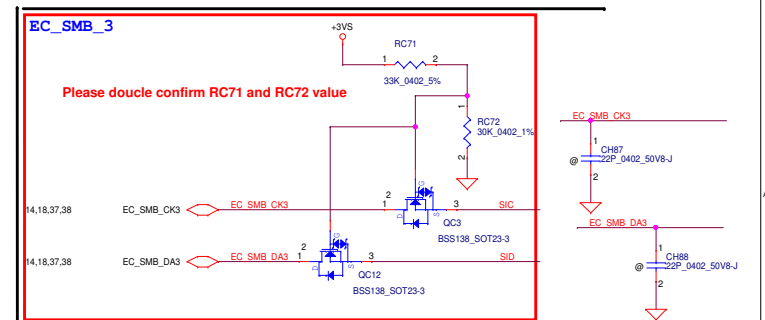 EC_SMB_3
+3VS
RC71
1 2
33K_0402_5%
Please doucle confirm RC71 and RC72 value
1
RC72
30K_0402_1%
2
EC_SMB_CK3
1
CH87
@ 22P_0402_50V8-J
2
G
2
14,18,37,38 EC_SMB_CK3 EC_SMB_CK3 1 3 SIC
D S
QC3
BSS138_SOT23-3
EC_SMB_DA3
G
2
14,18,37,38 EC_SMB_DA3 EC_SMB_DA3 1 3 SID
D S
QC12
BSS138_SOT23-3
1
CH88
@ 22P_0402_50V8-J
2